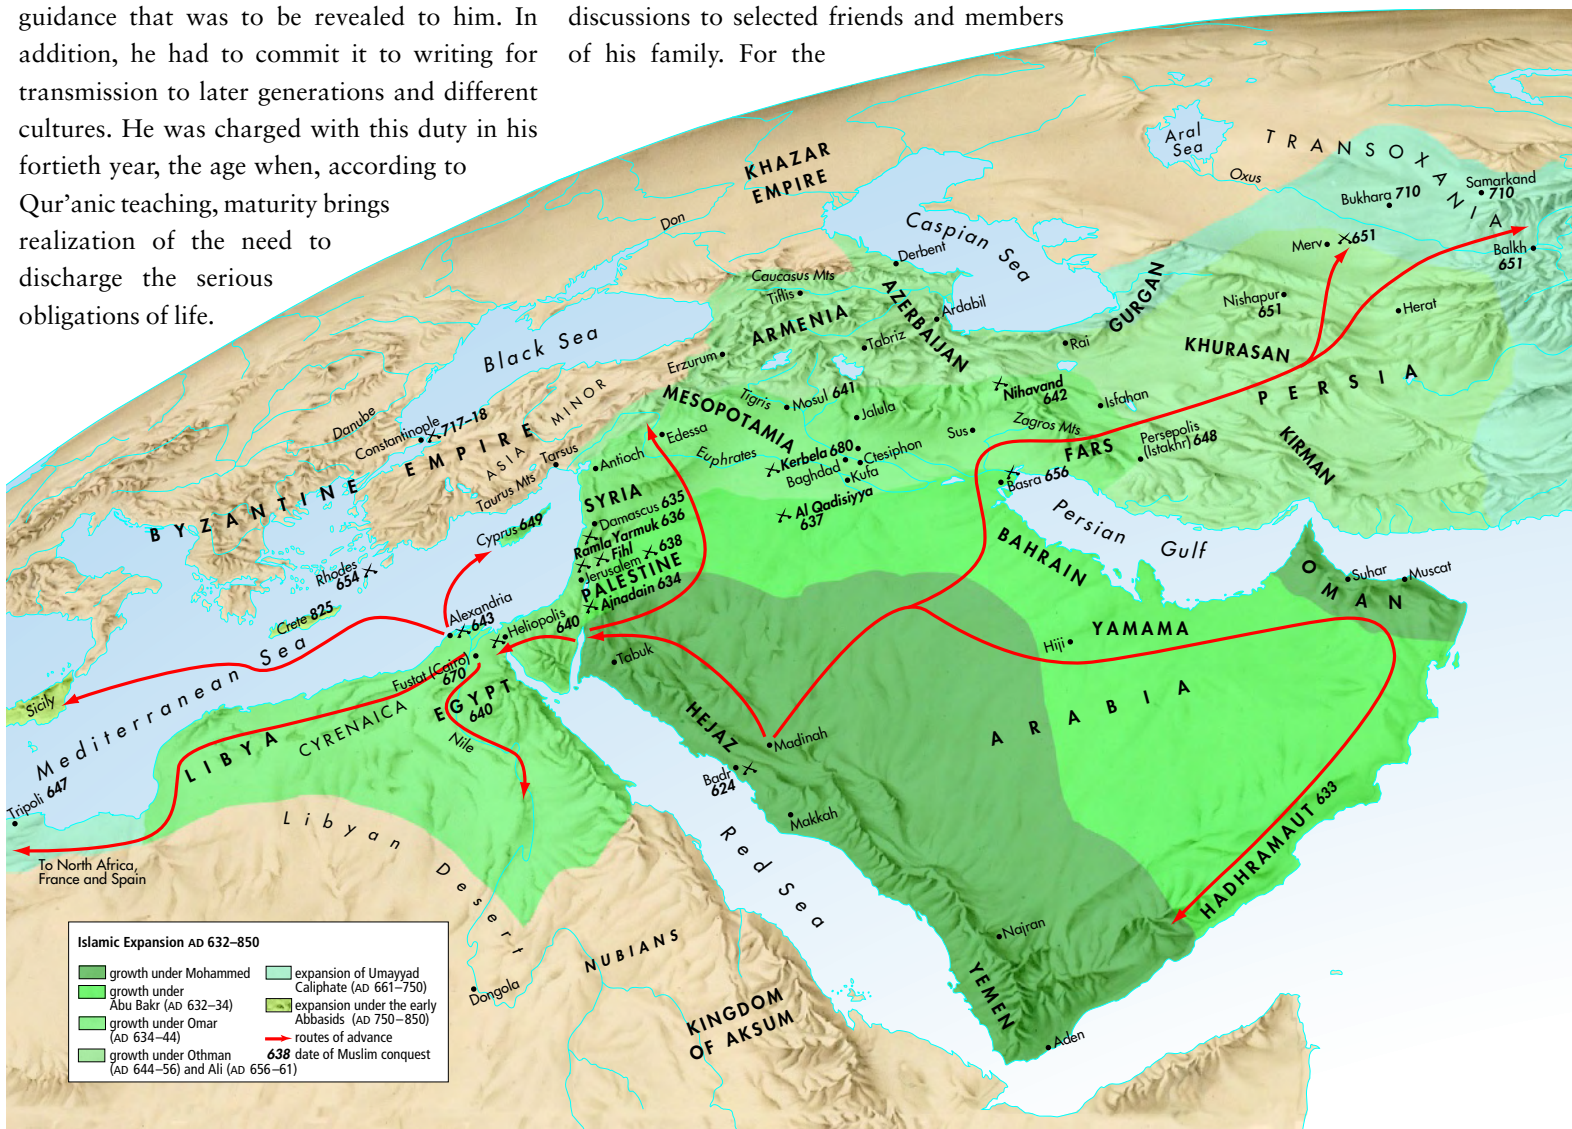 guidance that was to be revealed to him. In
addition, he had to commit it to writing for
transmission to later generations and different
cultures. He was charged with this duty in his
fortieth year, the age when, according to
Qur’anic teaching, maturity brings
realization of the need to
discharge the serious
obligations of life.
discussions to selected friends and members
of his family. For the
KHAZAR
EMPIRE
Aral
Sea
TRANSOXANIA
Oxus
Bukhara 710
Samarkand
710
Merv
651
Balkh
651
Don
Caspian Sea
Derbent
Caucasus Mts
Tiflis
AZERBAIJAN
Ardabil
GURGAN
Nishapur
651
Herat
ARMENIA
Tabriz
Rai
KHURASAN
Black Sea
Erzurum
PERSIA
Nihavand
642
Isfahan
Tigris
Mosul 641
MESOPOTAMIA
Jalula
Zagros Mts
Danube
Constantinople
717–18
ASIA MINOR
BYZANTINE EMPIRE
Edessa
Euphrates
Kerbela 680
Ctesiphon
Baghdad
Kufa
Sus
FARS
Persepolis
(Istakhr) 648
KIRMAN
Tarsus
Taurus Mts
Antioch
SYRIA
Damascus 635
Ramla Yarmuk 636
Fihl
Jerusalem
638
PALESTINE
Ajnadain 634
Al Qadisiyya
637
Basra 656
Persian Gulf
BAHRAIN
Cyprus 649
Rhodes
654
Crete 825
Alexandria
643
Heliopolis
640
Fustat (Cairo)
670
EGYPT
640
Nile
Sicily
Mediterranean Sea
LIBYA
CYRENAICA
Tripoli 647
To North Africa,
France and Spain
Libyan Desert
Tabuk
HEJAZ
Madinah
Badr
624
Makkah
Red Sea
Hiji
YAMAMA
ARABIA
OMAN
Suhar
Muscat
HADHRAMAUT 633
Najran
YEMEN
Aden
NUBIANS
Dongola
KINGDOM
OF AKSUM
Islamic Expansion AD 632–850
growth under Mohammed
growth under
Abu Bakr (AD 632–34)
growth under Omar
(AD 634–44)
growth under Othman
(AD 644–56) and Ali (AD 656–61)
expansion of Umayyad
Caliphate (AD 661–750)
expansion under the early
Abbasids (AD 750–850)
routes of advance
638 date of Muslim conquest